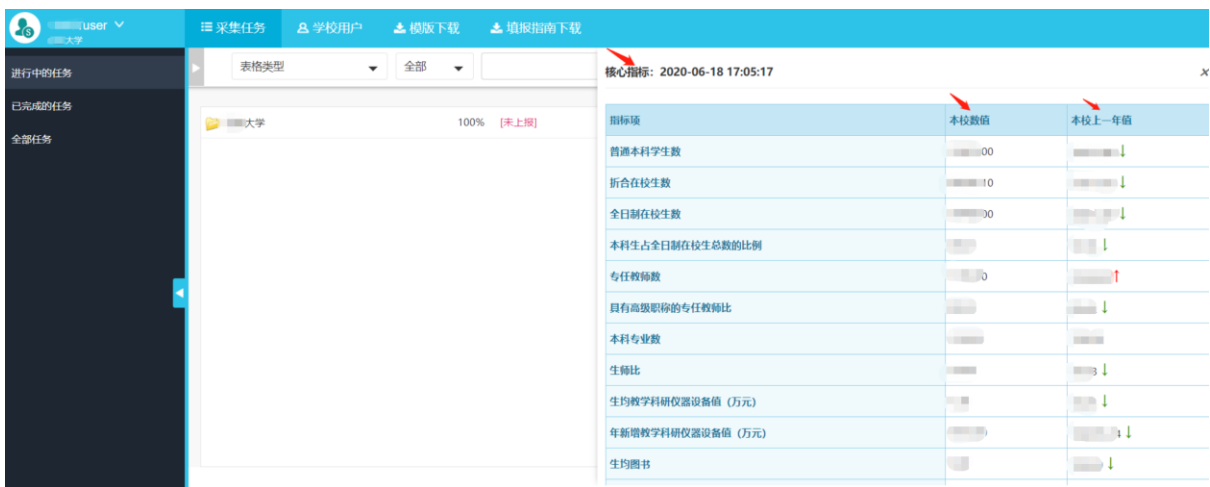 user
大学
采集任务
学校用户
模版下载
填报指南下载
进行中的任务
已完成的任务
全部任务
表格类型
全部
大学 100% [未上报]
核心指标：2020-06-18 17:05:17
指标项 本校数值 本校上一年值
普通本科学生数 00
折合在校生数 10
全日制在校生数 00
本科生占全日制在校生总数的比例
专任教师数 0
具有高级职称的专任教师比
本科专业数
生师比 3
生均教学科研仪器设备值（万元）
年新增教学科研仪器设备值（万元） 4
生均图书